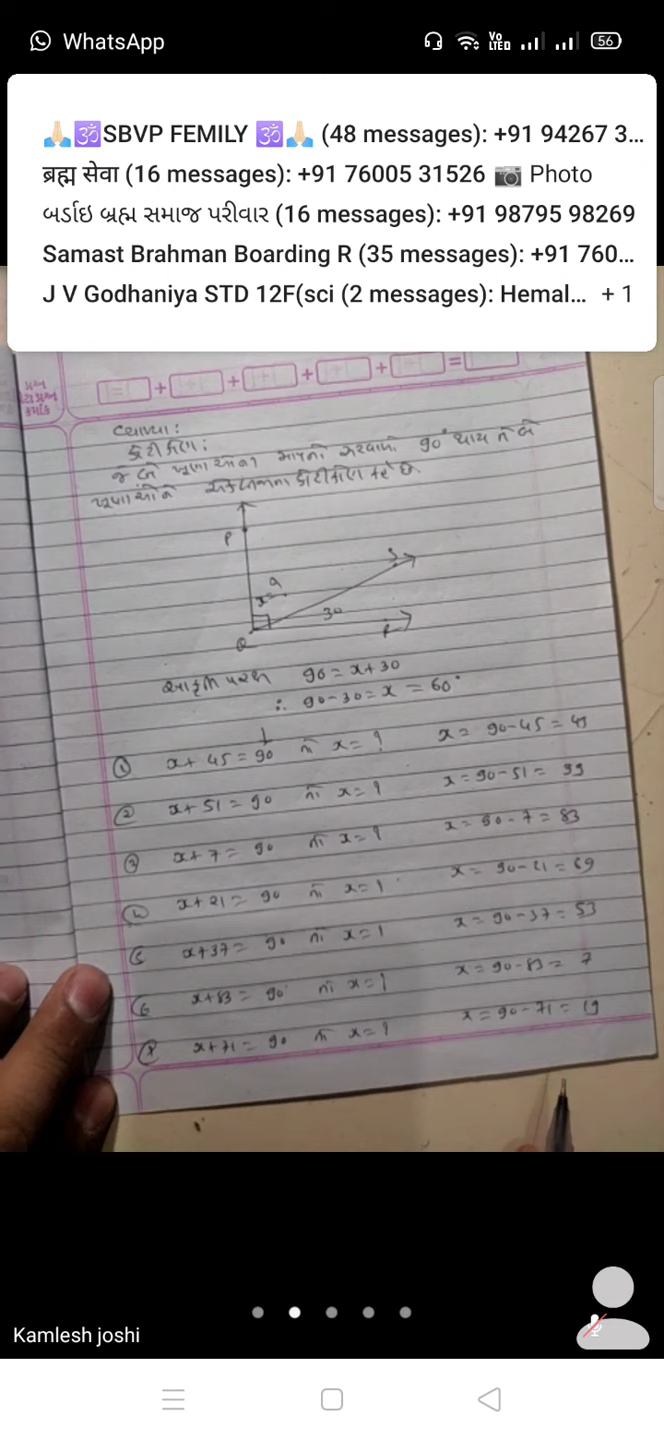 WhatsApp
Vo
LTED
56
🙏🏻🕉️SBVP FEMILY 🕉️🙏🏻 (48 messages): +91 94267 3...
ब्रह्म सेवा (16 messages): +91 76005 31526 📷 Photo
બર્ડાઇ બ્રહ્મ સમાજ પરીવાર (16 messages): +91 98795 98269
Samast Brahman Boarding R (35 messages): +91 760...
J V Godhaniya STD 12F(sci (2 messages): Hemal... + 1
+ + + + =
વ્યાખ્યા :
કોટીકોણ :
જે બે ખૂણાઓના માપનો સરવાળો 90° થાય તે બે
ખૂણાઓને એકબીજાના કોટીકોણ કહે છે.
P
x = ?
S
30
Q
આકૃતિ પરથી 90 = x + 30
∴ 90 - 30 = x = 60°
① x + 45 = 90 તો x = ? x = 90 - 45 = 45
② x + 51 = 90 તો x = ? x = 90 - 51 = 39
③ x + 7 = 90 તો x = ? x = 90 - 7 = 83
x + 21 = 90 તો x = ? x = 90 - 21 = 69
x + 37 = 90 તો x = ? x = 90 - 37 = 53
⑥ x + 83 = 90 તો x = ? x = 90 - 83 = 7
x + 71 = 90 તો x = ? x = 90 - 71 = 19
Kamlesh joshi